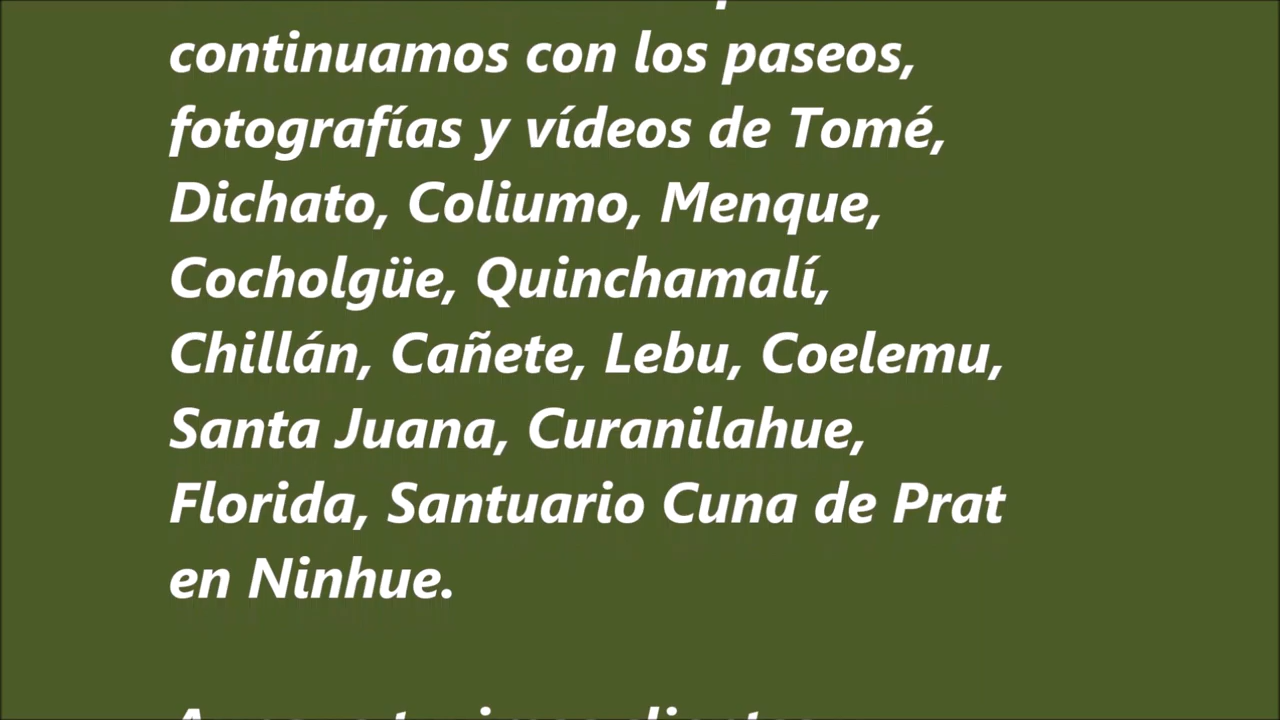 continuamos con los paseos,
fotografías y vídeos de Tomé,
Dichato, Coliumo, Menque,
Cocholgüe, Quinchamalí,
Chillán, Cañete, Lebu, Coelemu,
Santa Juana, Curanilahue,
Florida, Santuario Cuna de Prat
en Ninhue.